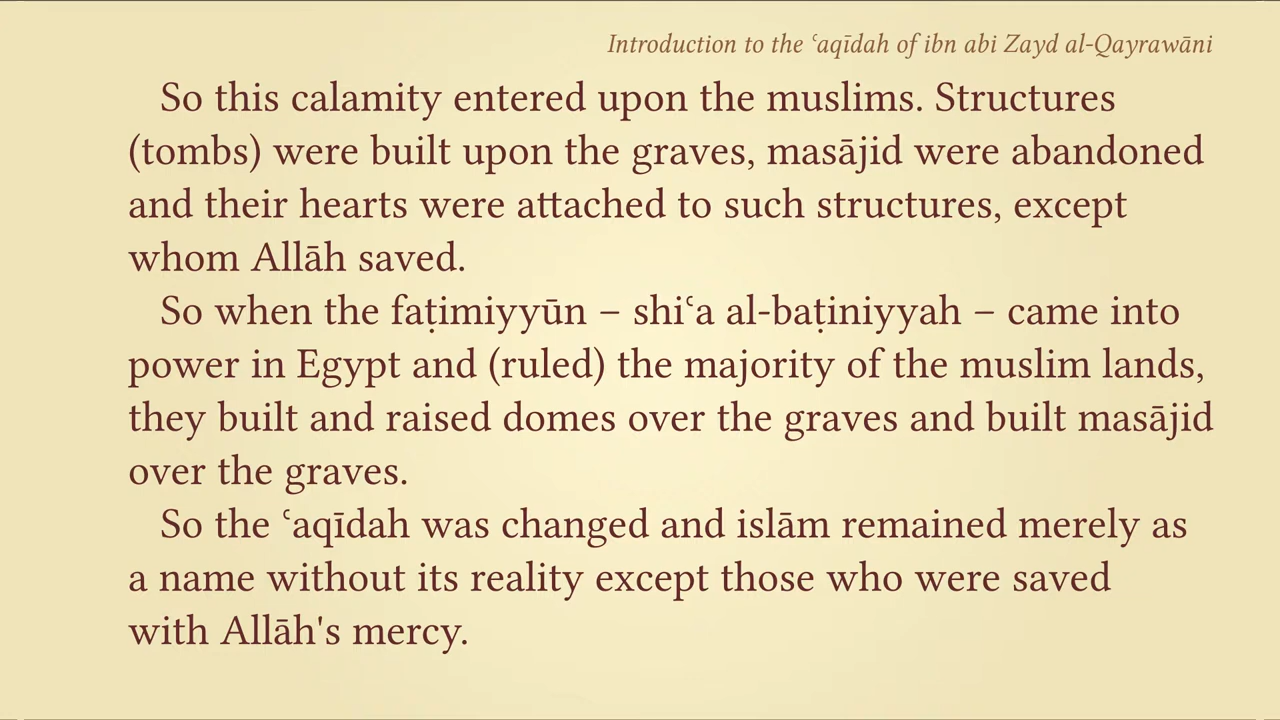 Introduction to the ʿaqīdah of ibn abi Zayd al-Qayrawāni
So this calamity entered upon the muslims. Structures
(tombs) were built upon the graves, masājid were abandoned
and their hearts were attached to such structures, except
whom Allāh saved.
So when the faṭimiyyūn – shiʿa al-baṭiniyyah – came into
power in Egypt and (ruled) the majority of the muslim lands,
they built and raised domes over the graves and built masājid
over the graves.
So the ʿaqīdah was changed and islām remained merely as
a name without its reality except those who were saved
with Allāh's mercy.